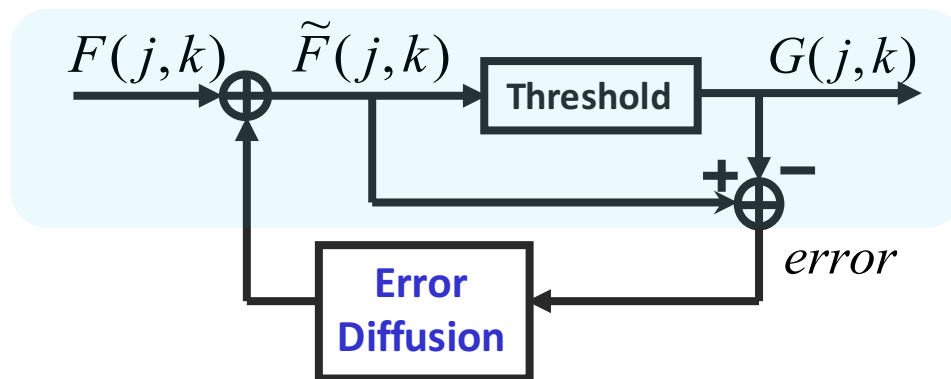 F(j,k)
F̃(j,k)
G(j,k)
Threshold
+
−
error
Error
Diffusion